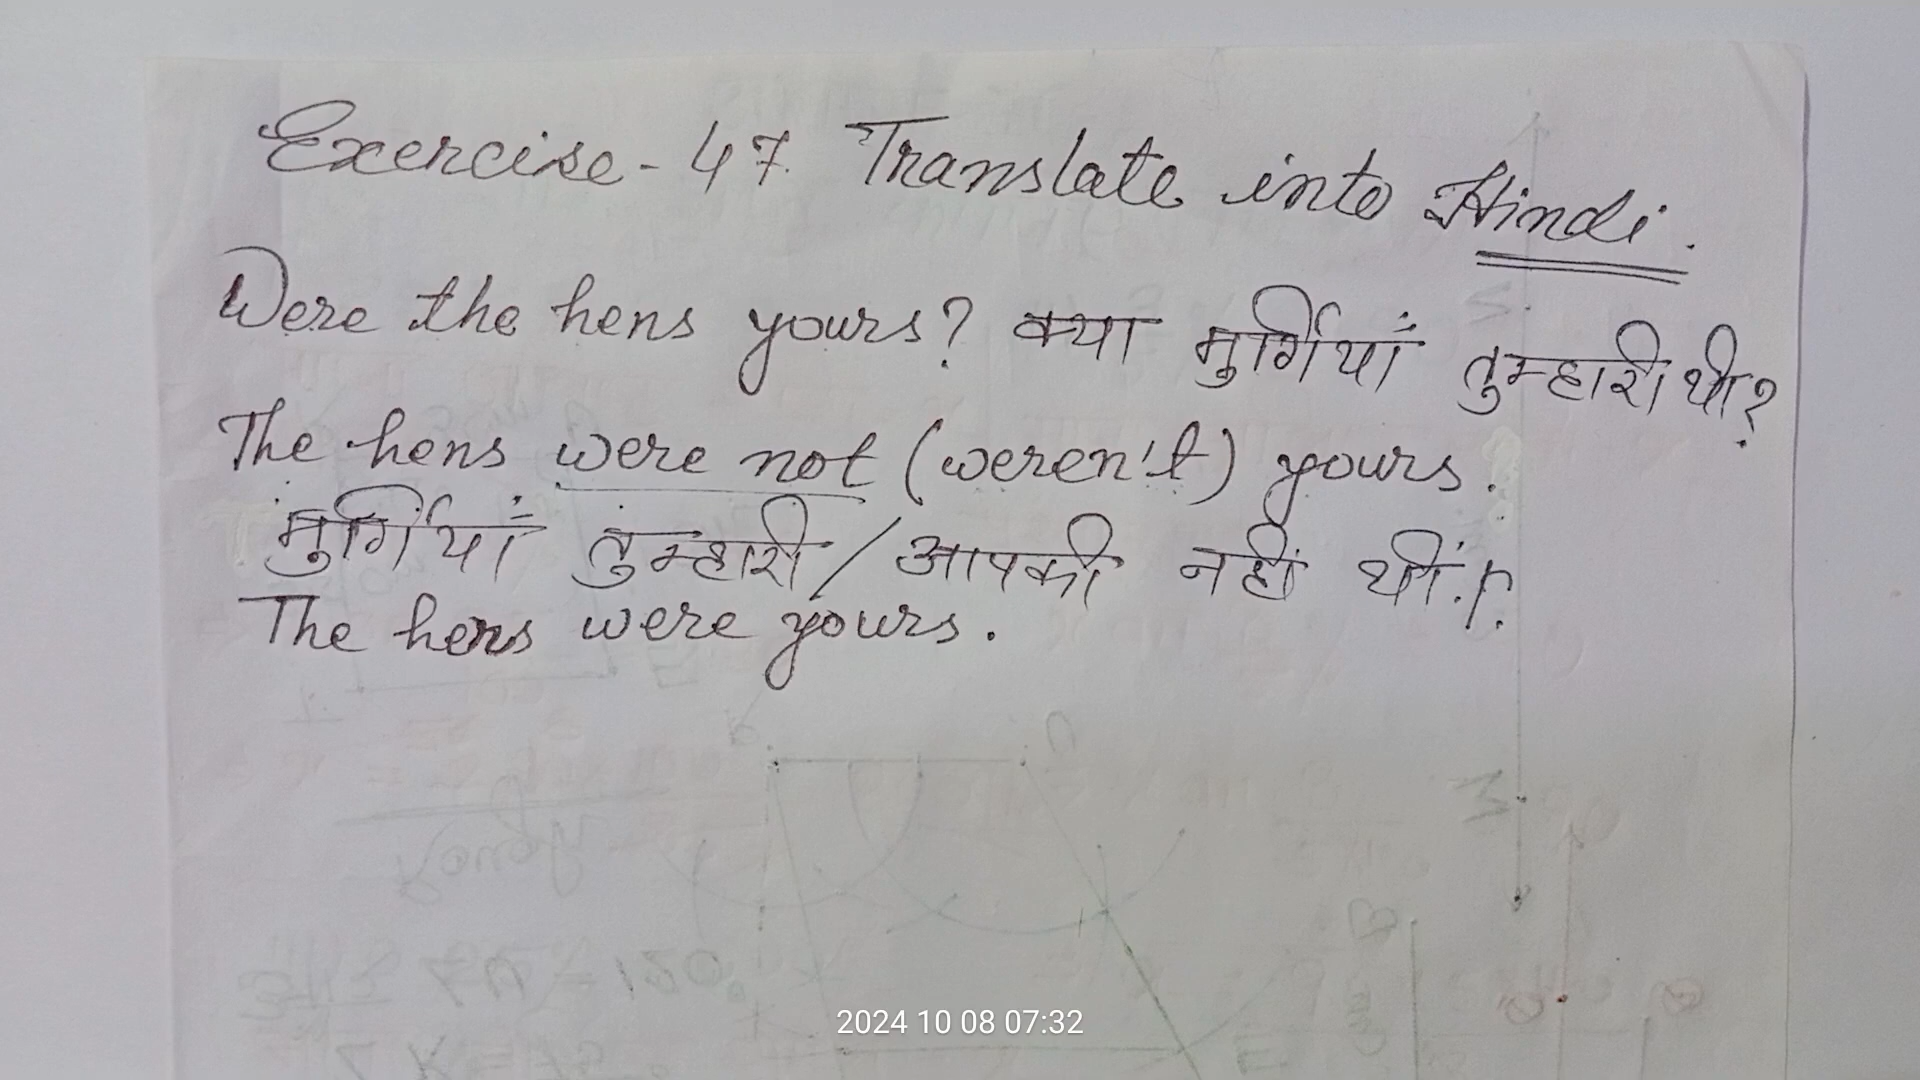 Exercise - 47. Translate into Hindi.
Were the hens yours? क्या मुर्गियाँ तुम्हारी थी?
The hens were not (weren't) yours.
मुर्गियाँ तुम्हारी/आपकी नहीं थीं।
The hens were yours.
2024 10 08 07:32